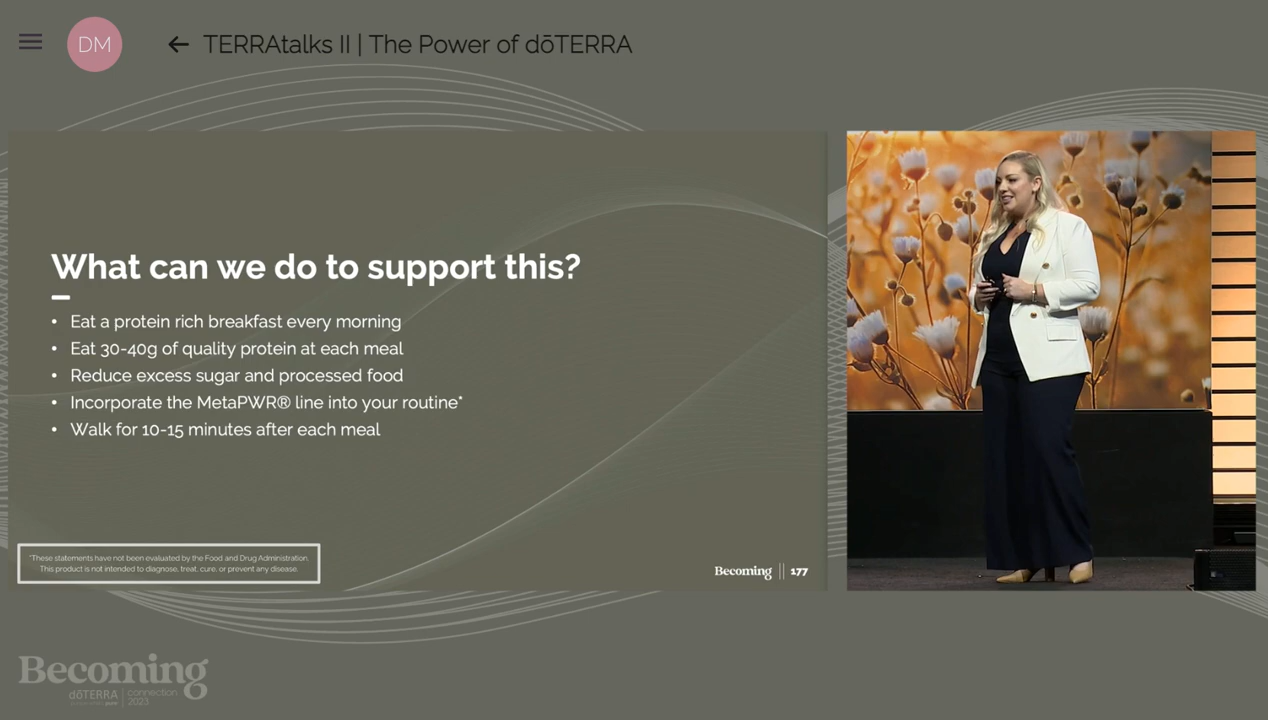 DM
TERRAtalks II | The Power of dōTERRA
What can we do to support this?
• Eat a protein rich breakfast every morning
• Eat 30-40g of quality protein at each meal
• Reduce excess sugar and processed food
• Incorporate the MetaPWR® line into your routine*
• Walk for 10-15 minutes after each meal
*These statements have not been evaluated by the Food and Drug Administration.
This product is not intended to diagnose, treat, cure, or prevent any disease.
Becoming || 177
Becoming
dōTERRA | connection
2023